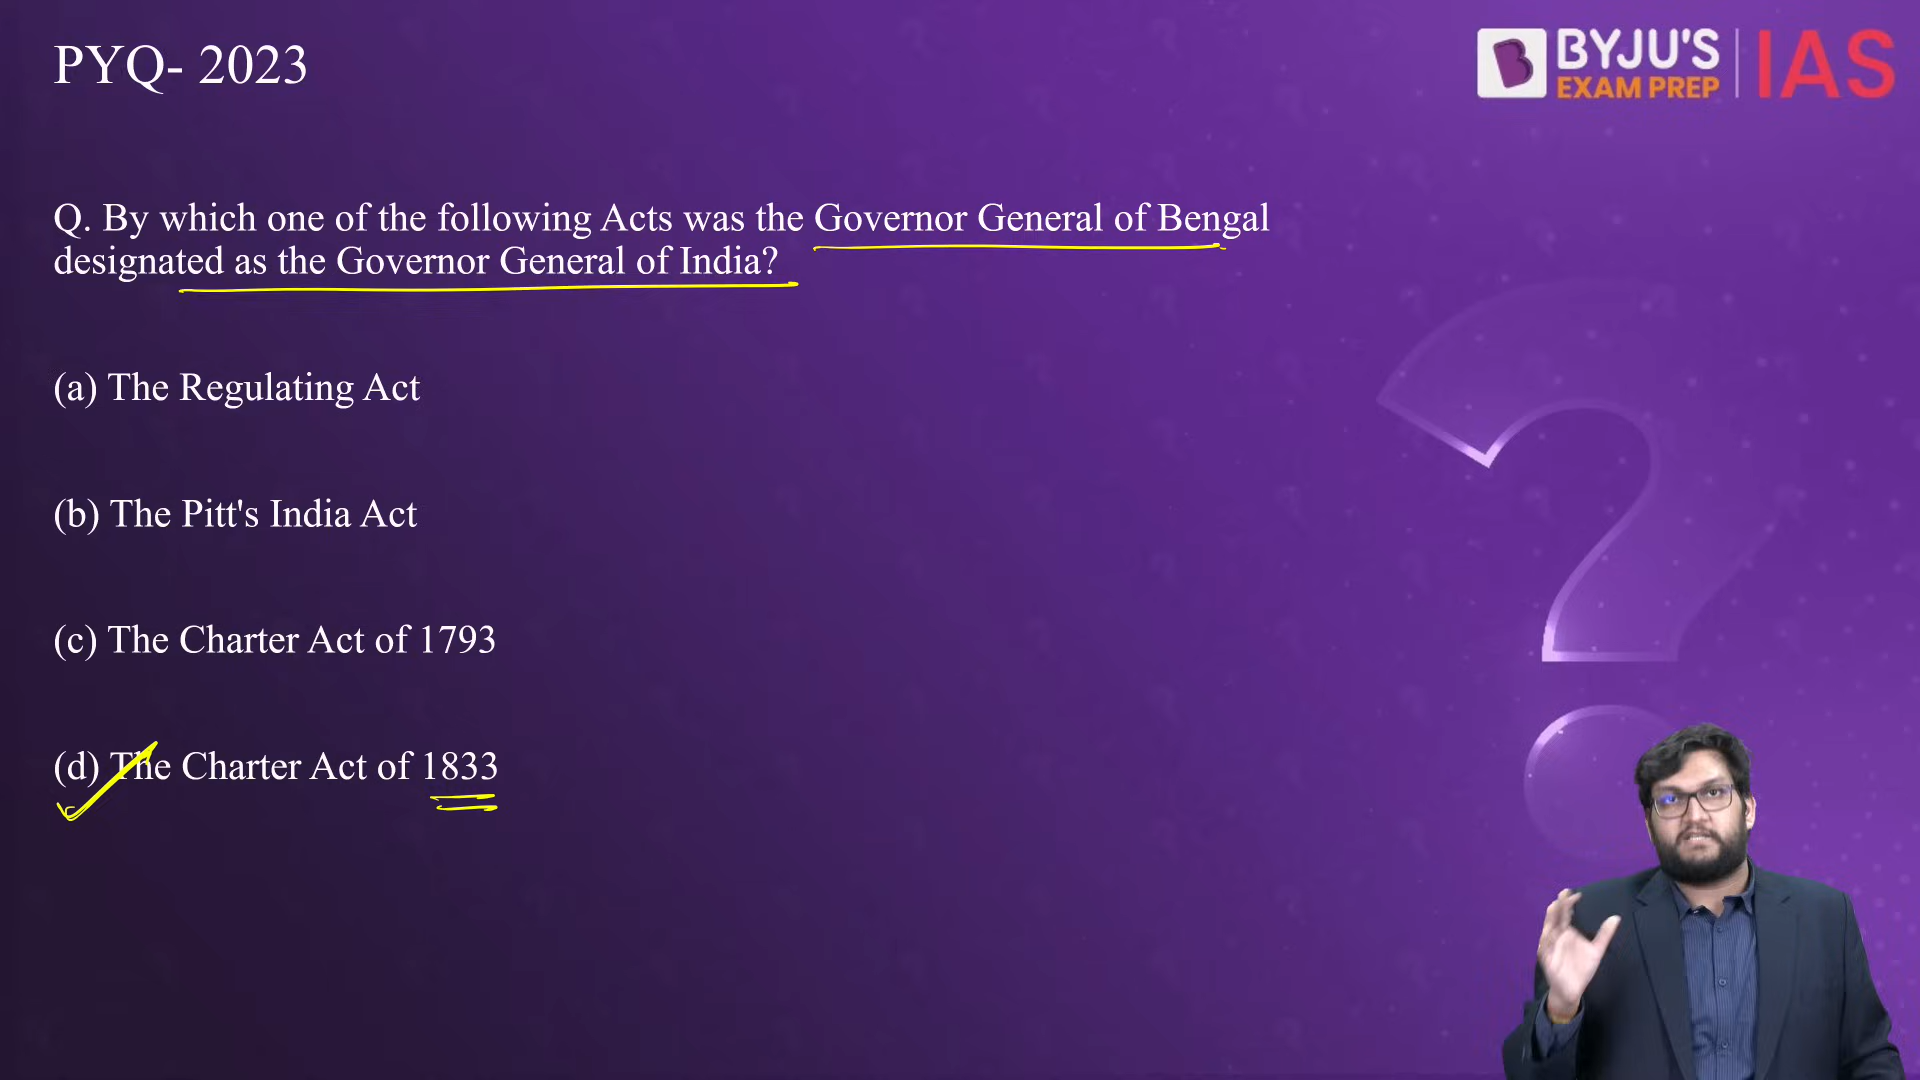 PYQ- 2023
BYJU'S
EXAM PREP
IAS
Q. By which one of the following Acts was the Governor General of Bengal
designated as the Governor General of India?
(a) The Regulating Act
(b) The Pitt's India Act
(c) The Charter Act of 1793
(d) The Charter Act of 1833